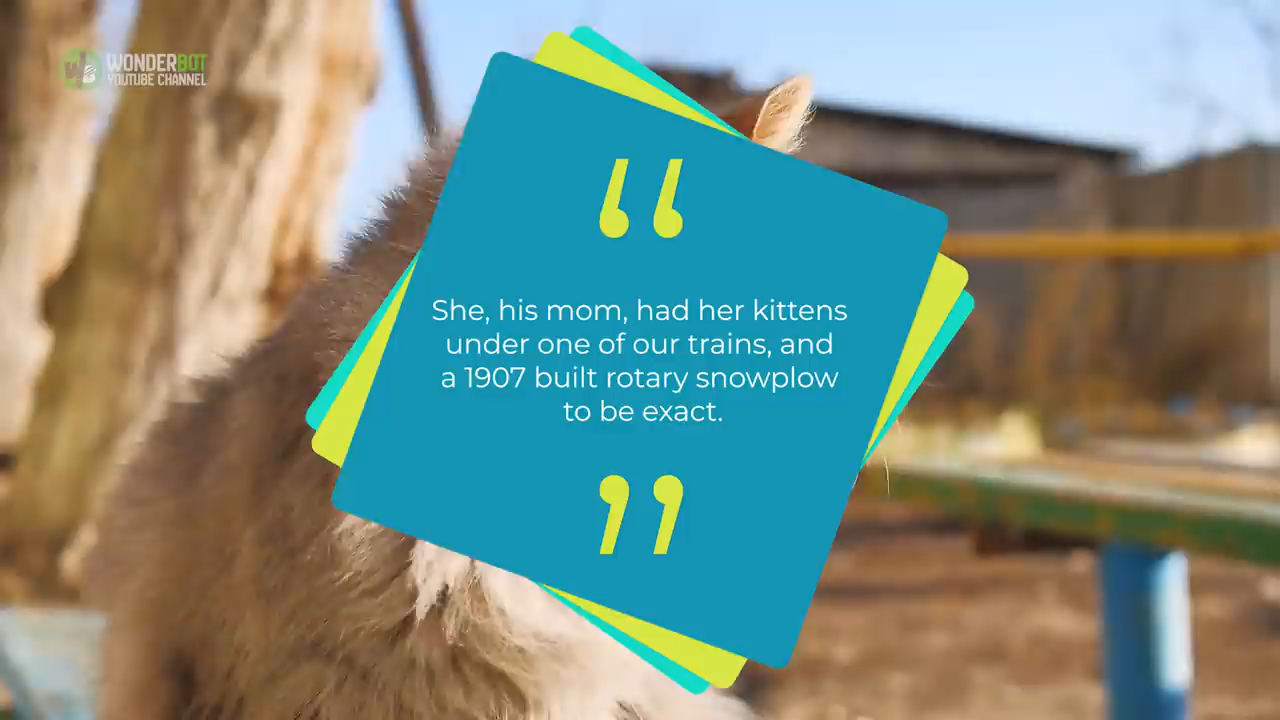 WONDERBOT
YOUTUBE CHANNEL
She, his mom, had her kittens
under one of our trains, and
a 1907 built rotary snowplow
to be exact.